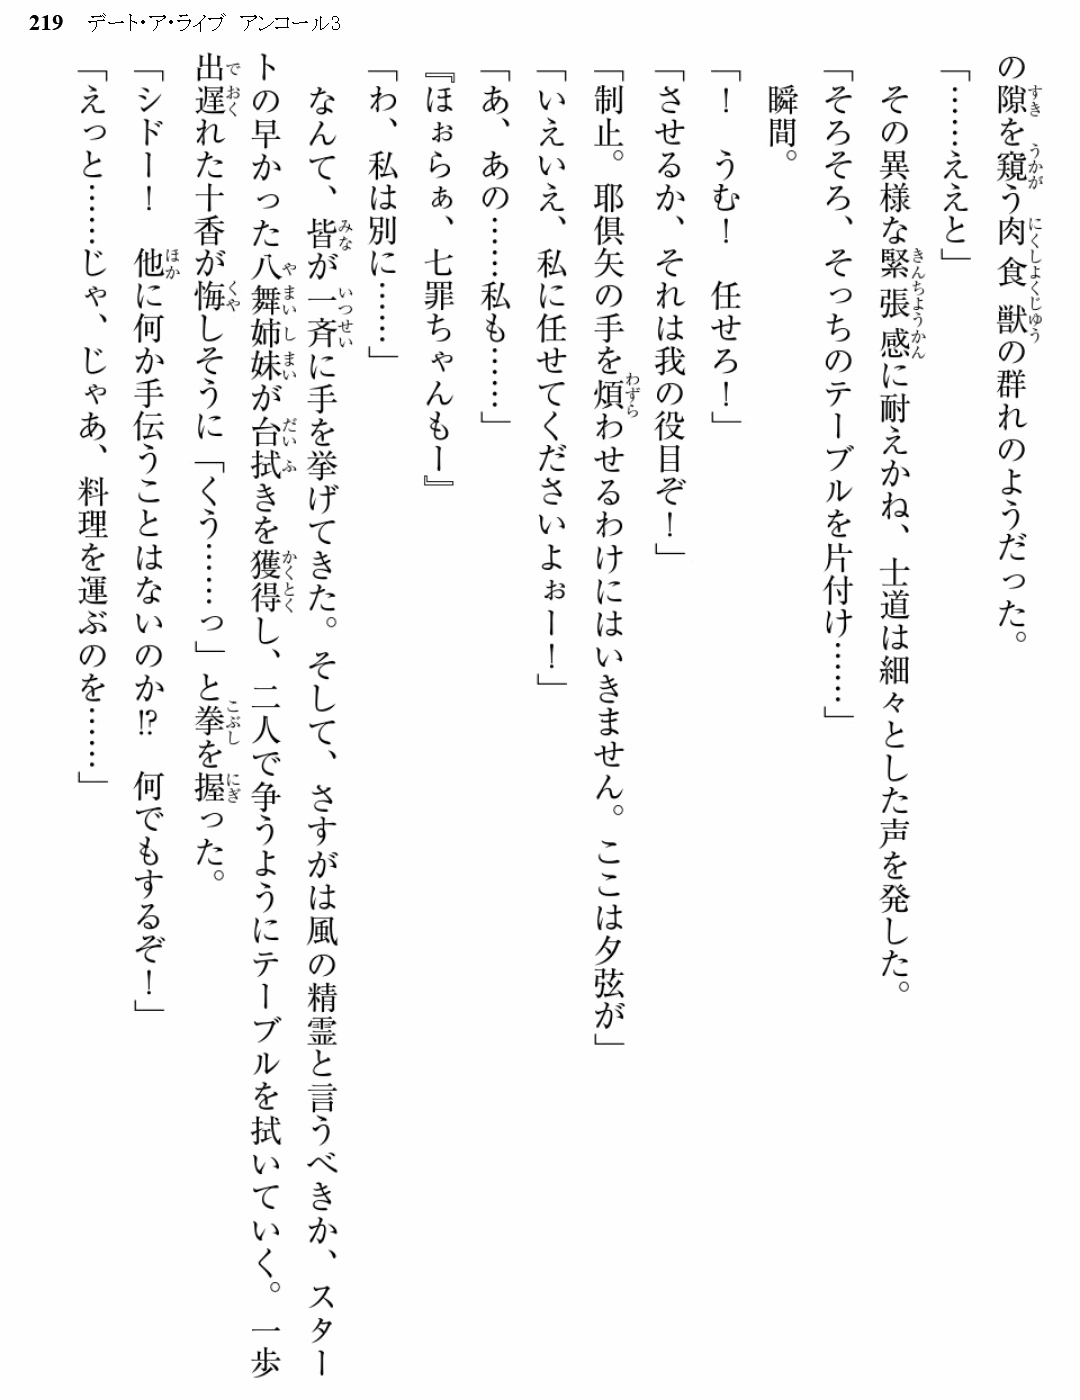 219 デート・ア・ライブ アンコール3
の隙を窺う肉食獣の群れのようだった。
「……ええと」
その異様な緊張感に耐えかね、士道は細々とした声を発した。
「そろそろ、そっちのテーブルを片付け……」
瞬間。
「！　うむ！　任せろ！」
「させるか、それは我の役目ぞ！」
「制止。耶倶矢の手を煩わせるわけにはいきません。ここは夕弦が」
「いえいえ、私に任せてくださいよぉー！」
「あ、あの……私も……」
『ほぉらぁ、七罪ちゃんもー』
「わ、私は別に……」
なんて、皆が一斉に手を挙げてきた。そして、さすがは風の精霊と言うべきか、スター
トの早かった八舞姉妹が台拭きを獲得し、二人で争うようにテーブルを拭いていく。一歩
出遅れた十香が悔しそうに「くう……っ」と拳を握った。
「シドー！　他に何か手伝うことはないのか!?　何でもするぞ！」
「えっと……じゃ、じゃあ、料理を運ぶのを……」